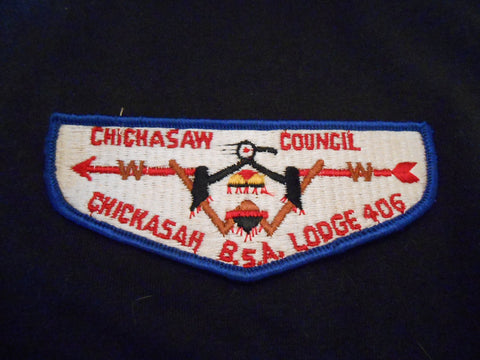 CHICKASAW COUNCIL
W W W
CHICKASAH B.S.A. LODGE 406